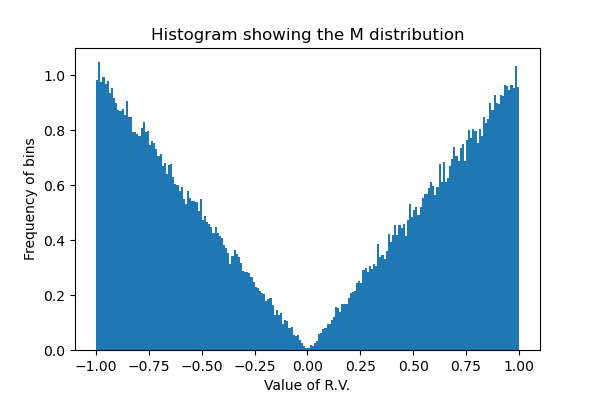 Histogram showing the M distribution
Frequency of bins
1.0
0.8
0.6
0.4
0.2
0.0
−1.00 −0.75 −0.50 −0.25 0.00 0.25 0.50 0.75 1.00
Value of R.V.